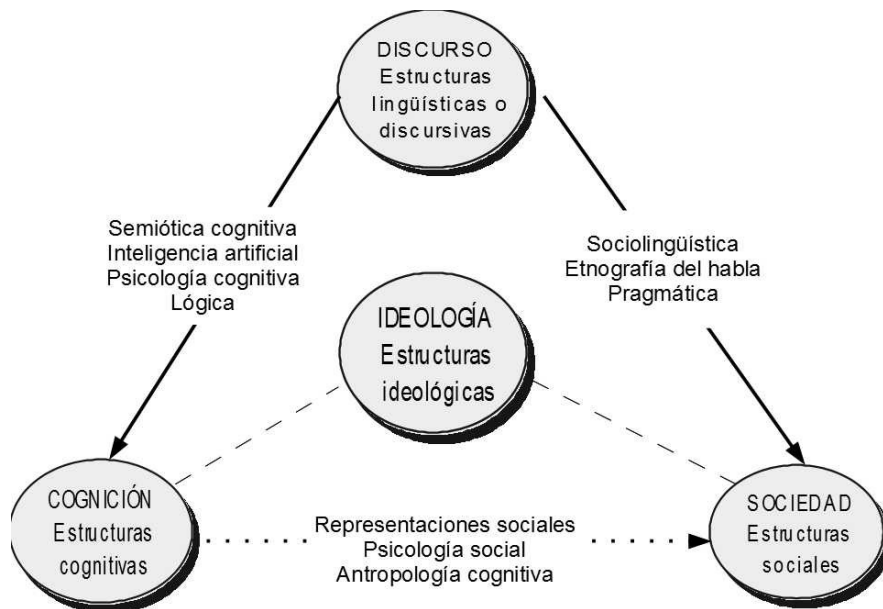 DISCURSO
Estructuras
lingüísticas o
discursivas
Semiótica cognitiva
Inteligencia artificial
Psicología cognitiva
Lógica
Sociolingüística
Etnografía del habla
Pragmática
IDEOLOGÍA
Estructuras
ideológicas
COGNICIÓN
Estructuras
cognitivas
Representaciones sociales
Psicología social
Antropología cognitiva
SOCIEDAD
Estructuras
sociales